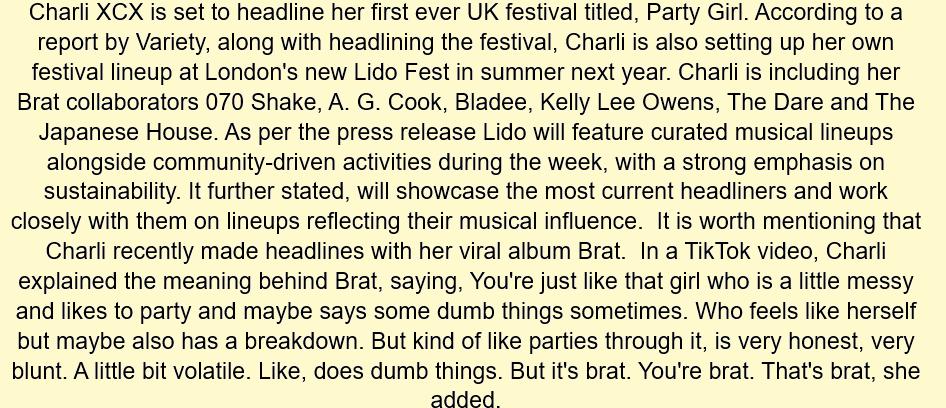 Charli XCX is set to headline her first ever UK festival titled, Party Girl. According to a
report by Variety, along with headlining the festival, Charli is also setting up her own
festival lineup at London's new Lido Fest in summer next year. Charli is including her
Brat collaborators 070 Shake, A. G. Cook, Bladee, Kelly Lee Owens, The Dare and The
Japanese House. As per the press release Lido will feature curated musical lineups
alongside community-driven activities during the week, with a strong emphasis on
sustainability. It further stated, will showcase the most current headliners and work
closely with them on lineups reflecting their musical influence.  It is worth mentioning that
Charli recently made headlines with her viral album Brat.  In a TikTok video, Charli
explained the meaning behind Brat, saying, You're just like that girl who is a little messy
and likes to party and maybe says some dumb things sometimes. Who feels like herself
but maybe also has a breakdown. But kind of like parties through it, is very honest, very
blunt. A little bit volatile. Like, does dumb things. But it's brat. You're brat. That's brat, she
added.